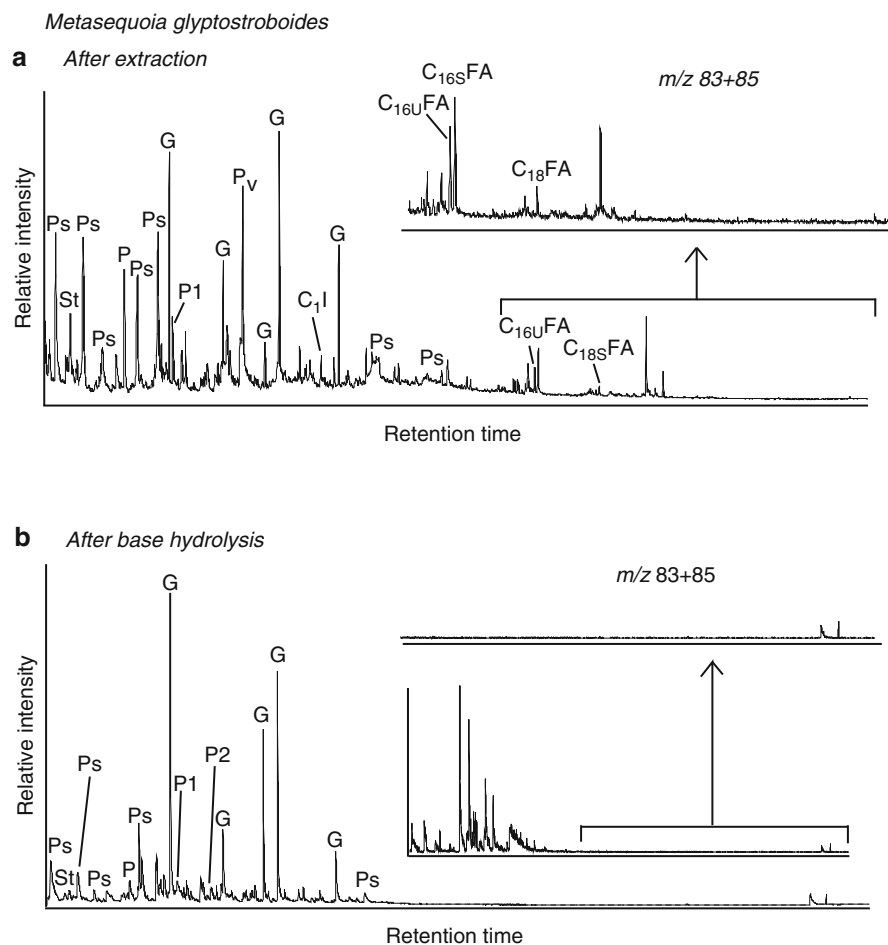 Metasequoia glyptostroboides
a After extraction
m/z 83+85
C16SFA
C16UFA
C18FA
G
G
Pv
Ps
Ps
Ps
G
G
P
Ps
St
P1
C1I
Ps
G
Ps
Ps
C16UFA
C18SFA
Relative intensity
Retention time
b After base hydrolysis
m/z 83+85
G
G
G
P2
Ps
P1
Ps
G
Ps
G
St
Ps
P
Ps
Relative intensity
Retention time